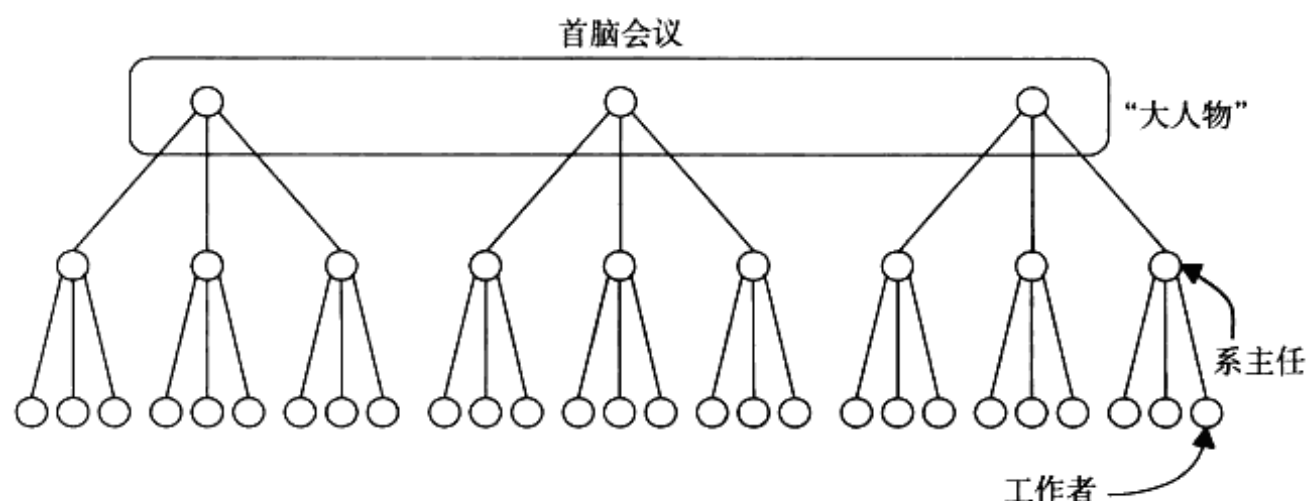 首脑会议
“大人物”
系主任
工作者